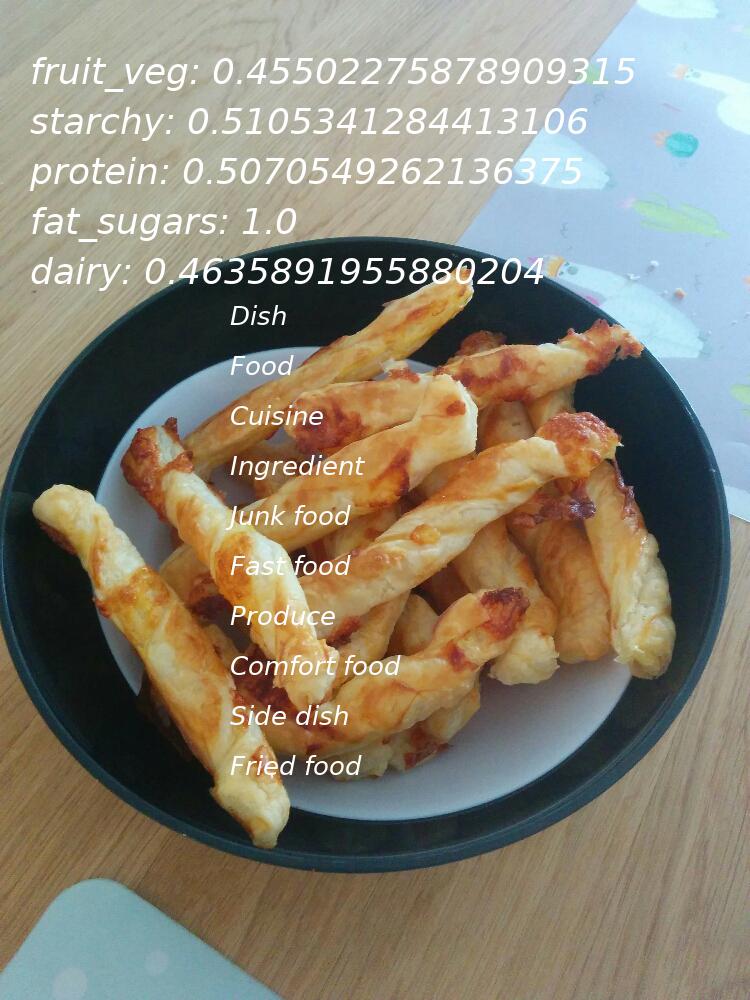 fruit_veg: 0.45502275878909315
starchy: 0.5105341284413106
protein: 0.5070549262136375
fat_sugars: 1.0
dairy: 0.4635891955880204
Dish
Food
Cuisine
Ingredient
Junk food
Fast food
Produce
Comfort food
Side dish
Fried food